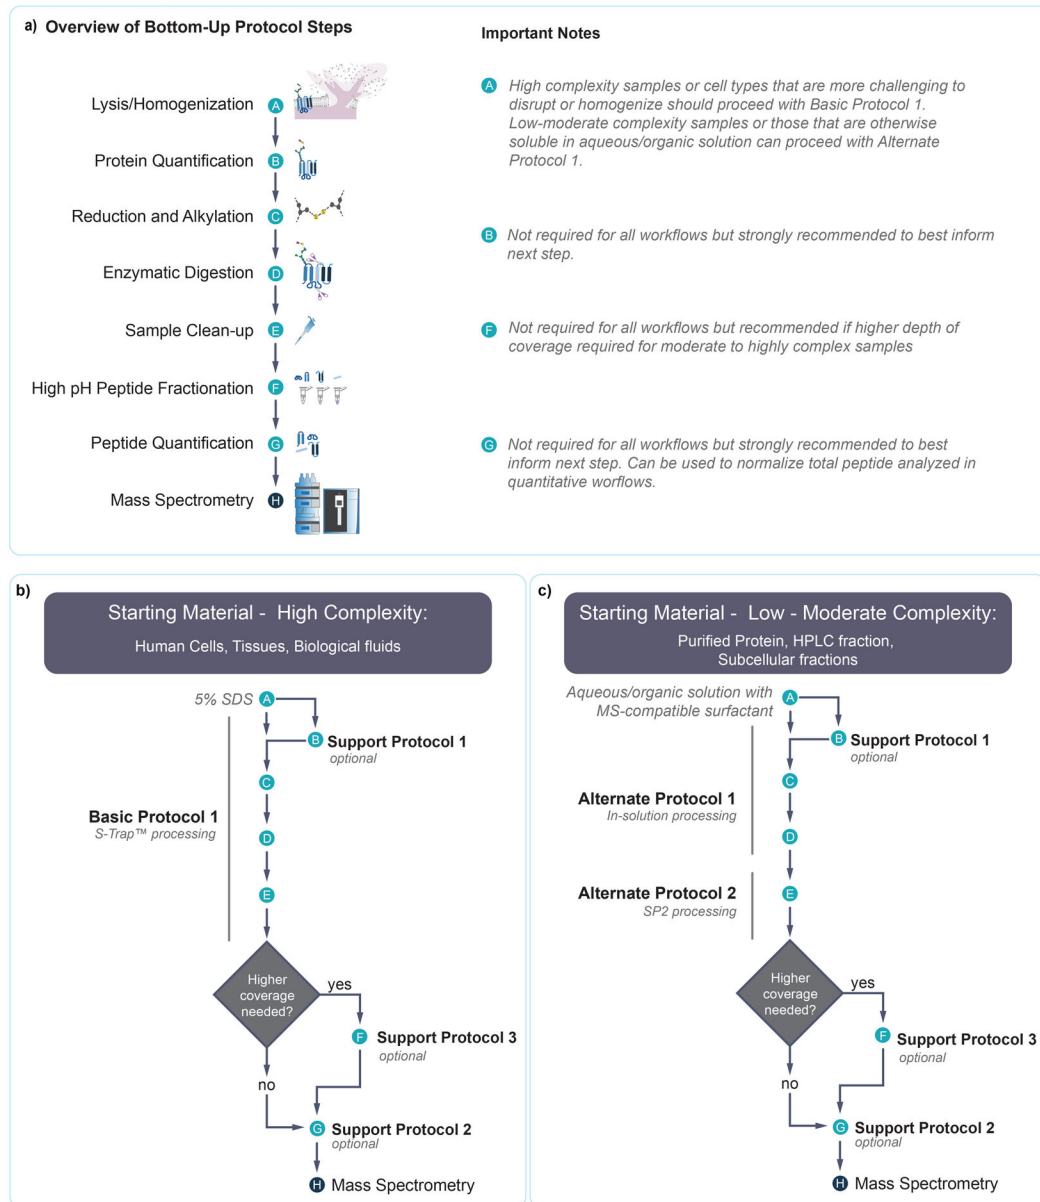 a) Overview of Bottom-Up Protocol Steps
Lysis/Homogenization
A
Protein Quantification
B
Reduction and Alkylation
C
Enzymatic Digestion
D
Sample Clean-up
E
High pH Peptide Fractionation
F
Peptide Quantification
G
Mass Spectrometry
H
Important Notes
A
High complexity samples or cell types that are more challenging to
disrupt or homogenize should proceed with Basic Protocol 1.
Low-moderate complexity samples or those that are otherwise
soluble in aqueous/organic solution can proceed with Alternate
Protocol 1.
B
Not required for all workflows but strongly recommended to best inform
next step.
F
Not required for all workflows but recommended if higher depth of
coverage required for moderate to highly complex samples
G
Not required for all workflows but strongly recommended to best
inform next step. Can be used to normalize total peptide analyzed in
quantitative worflows.
b)
Starting Material - High Complexity:
Human Cells, Tissues, Biological fluids
5% SDS
A
B
Support Protocol 1
optional
C
Basic Protocol 1
S-Trap™ processing
D
E
Higher
coverage
needed?
yes
F
Support Protocol 3
optional
no
G
Support Protocol 2
optional
H
Mass Spectrometry
c)
Starting Material - Low - Moderate Complexity:
Purified Protein, HPLC fraction,
Subcellular fractions
Aqueous/organic solution with
MS-compatible surfactant
A
B
Support Protocol 1
optional
C
Alternate Protocol 1
In-solution processing
D
E
Alternate Protocol 2
SP2 processing
Higher
coverage
needed?
yes
F
Support Protocol 3
optional
no
G
Support Protocol 2
optional
H
Mass Spectrometry